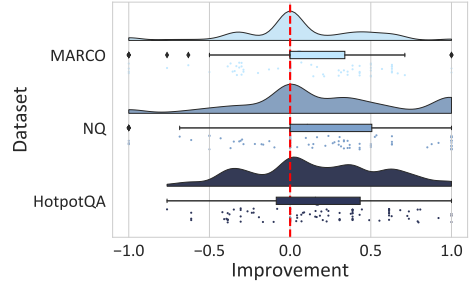 MARCO
NQ
HotpotQA
Dataset
−1.0 −0.5 0.0 0.5 1.0
Improvement